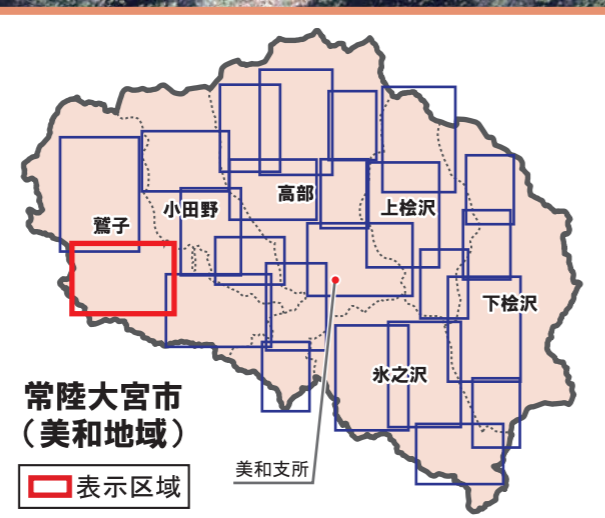 鷲子
小田野
高部
上桧沢
下桧沢
氷之沢
常陸大宮市
（美和地域）
美和支所
表示区域